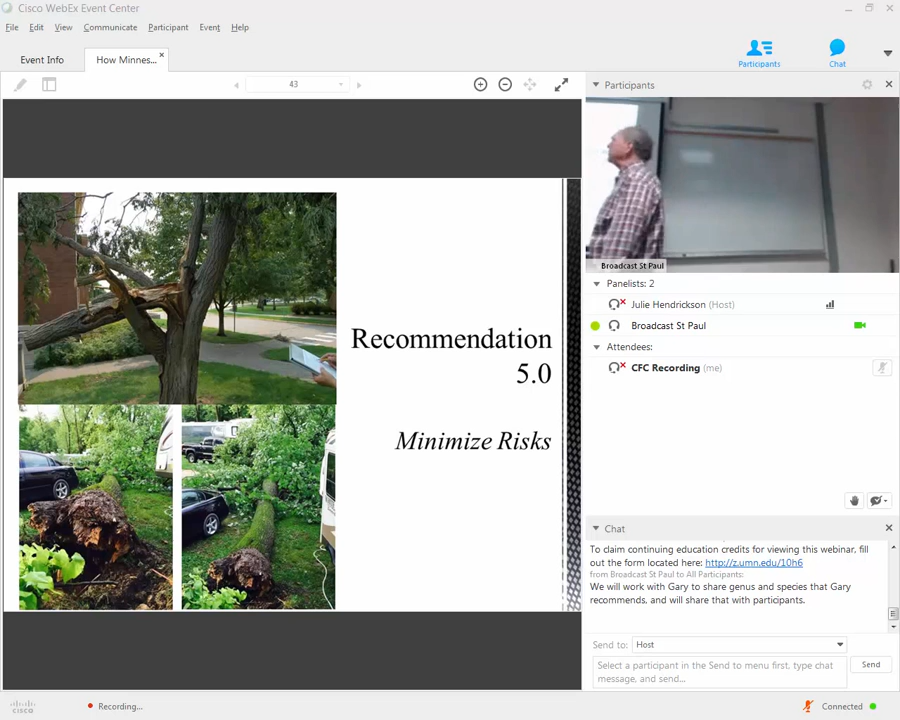 Cisco WebEx Event Center
File Edit View Communicate Participant Event Help
Event Info
How Minnes...
Participants
Chat
43
Participants
Recommendation
5.0
Minimize Risks
Broadcast St Paul
Panelists: 2
Julie Hendrickson (Host)
Broadcast St Paul
Attendees:
CFC Recording (me)
Chat
To claim continuing education credits for viewing this webinar, fill
out the form located here: http://z.umn.edu/10h6
from Broadcast St Paul to All Participants:
We will work with Gary to share genus and species that Gary
recommends, and will share that with participants.
Send to: Host
Select a participant in the Send to menu first, type chat
message, and send...
Send
cisco
Recording...
Connected